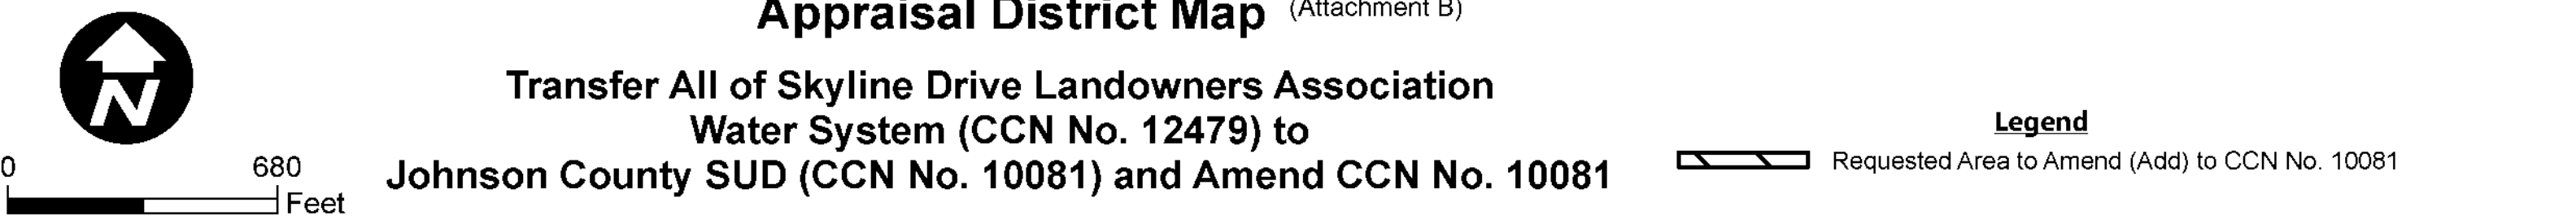 Appraisal District Map (Attachment B)
N
Transfer All of Skyline Drive Landowners Association
Water System (CCN No. 12479) to
Johnson County SUD (CCN No. 10081) and Amend CCN No. 10081
0 680
Feet
Legend
Requested Area to Amend (Add) to CCN No. 10081